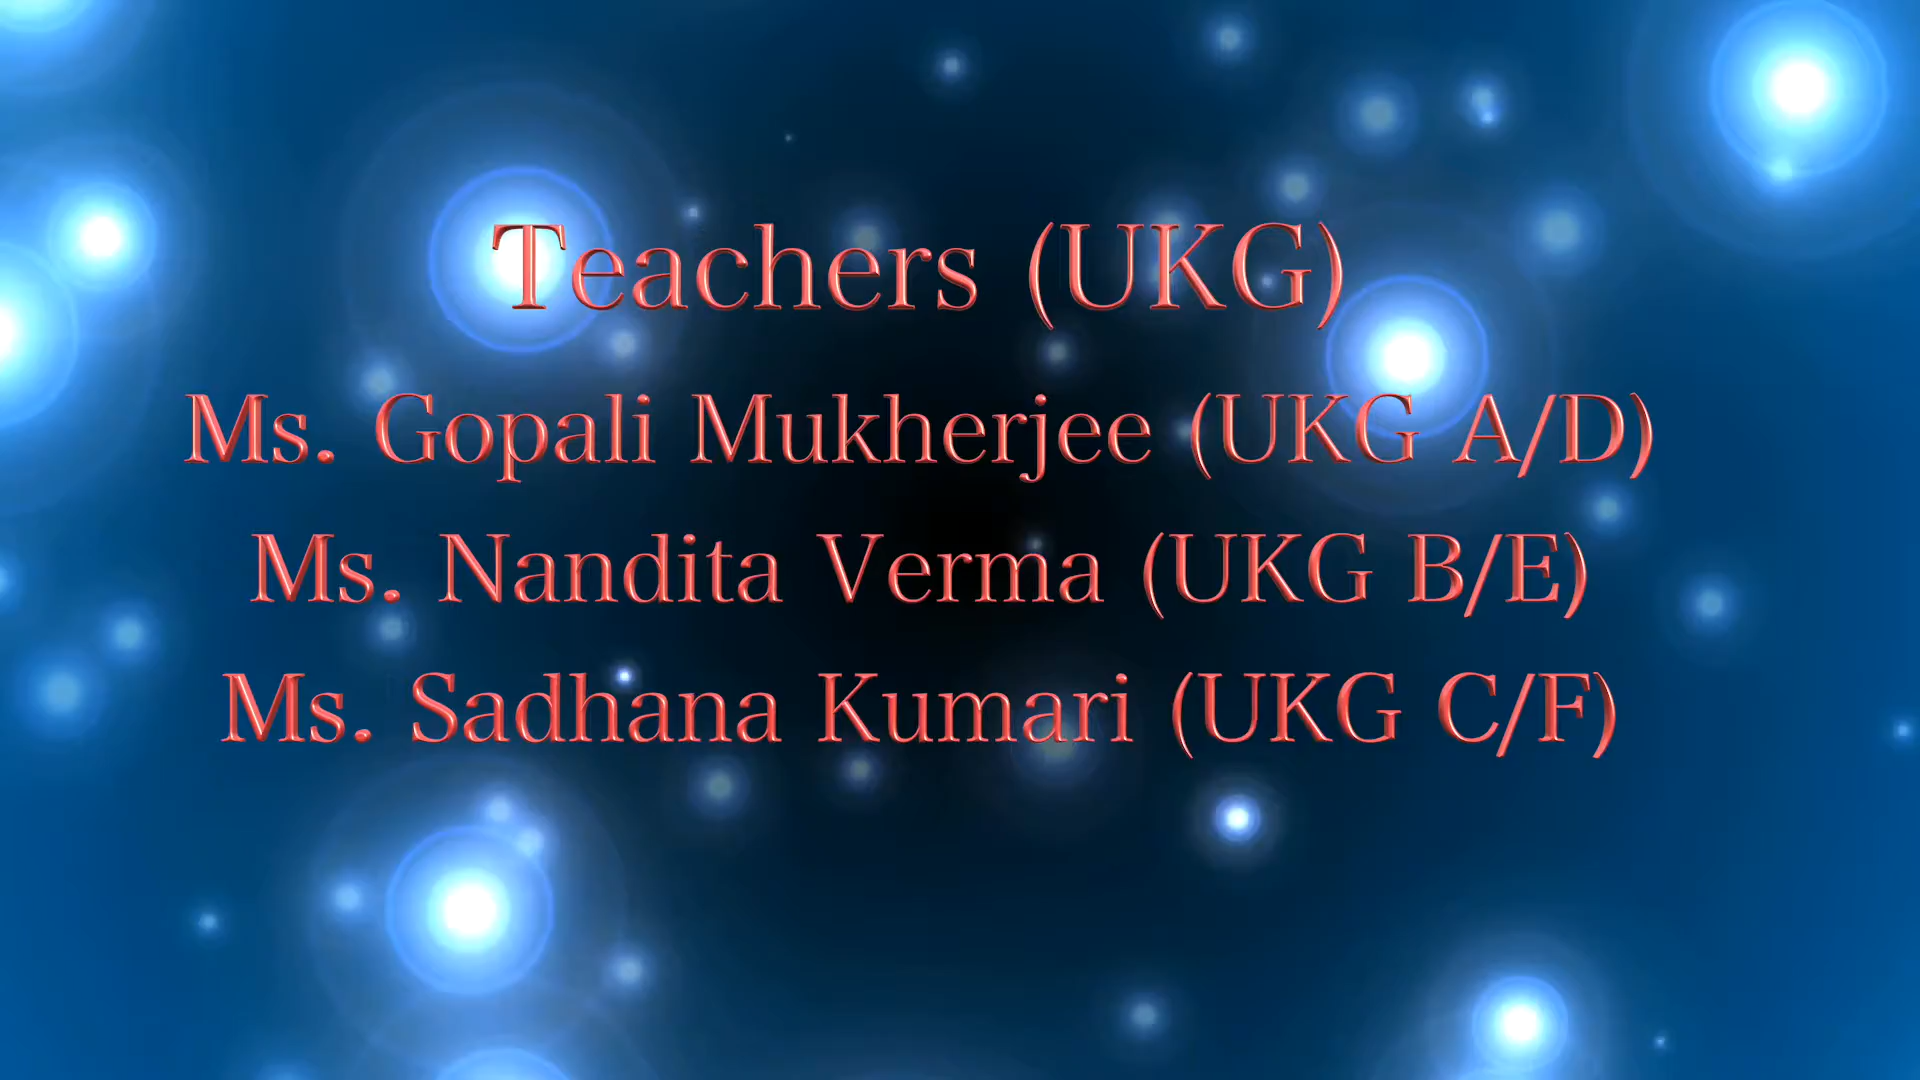 Teachers (UKG)
Ms. Gopali Mukherjee (UKG A/D)
Ms. Nandita Verma (UKG B/E)
Ms. Sadhana Kumari (UKG C/F)